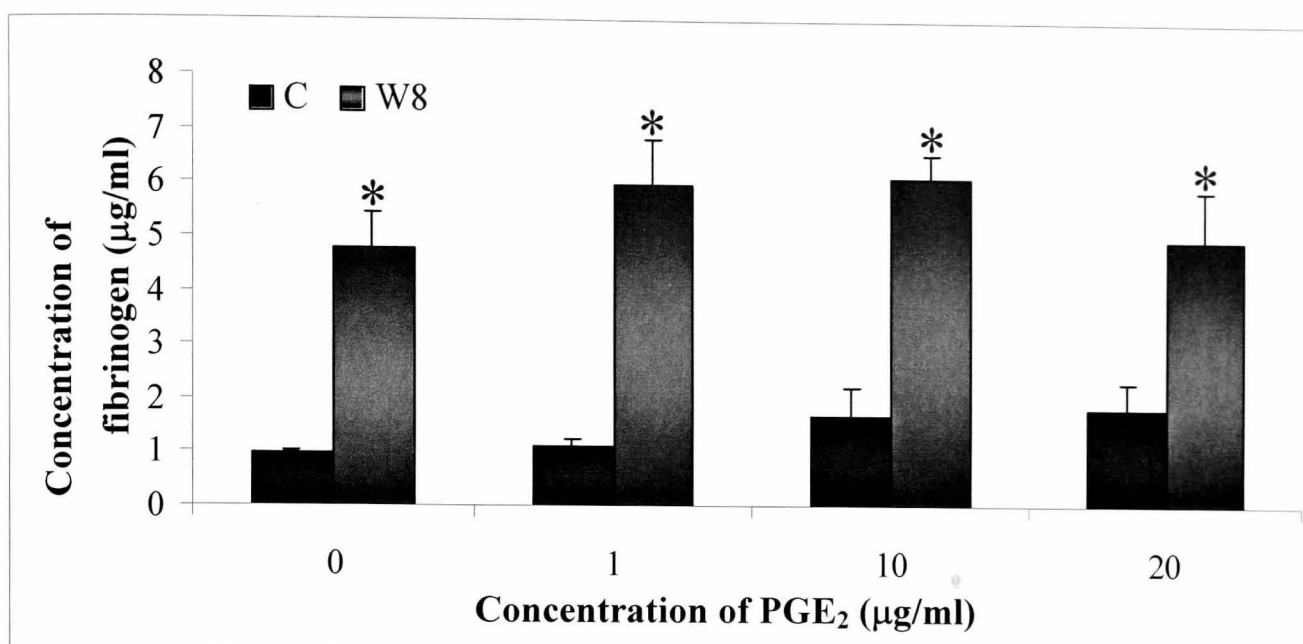 8
C W8
7
6
5
4
3
2
1
0
* * * *
Concentration of
fibrinogen (μg/ml)
0 1 10 20
Concentration of PGE₂ (μg/ml)